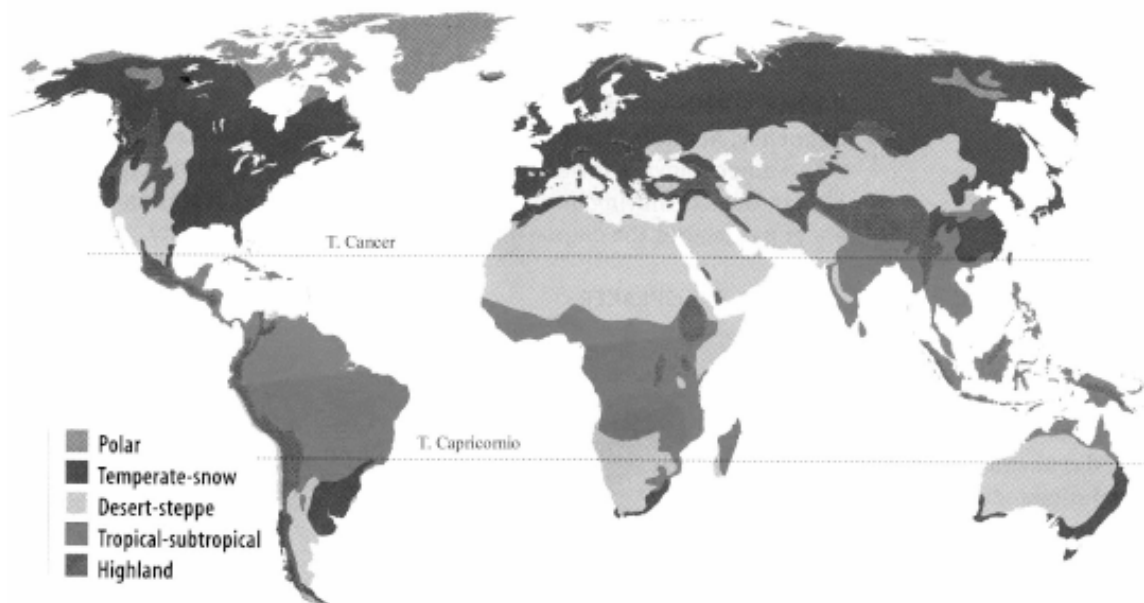 T. Cancer
T. Capricornio
Polar
Temperate-snow
Desert-steppe
Tropical-subtropical
Highland